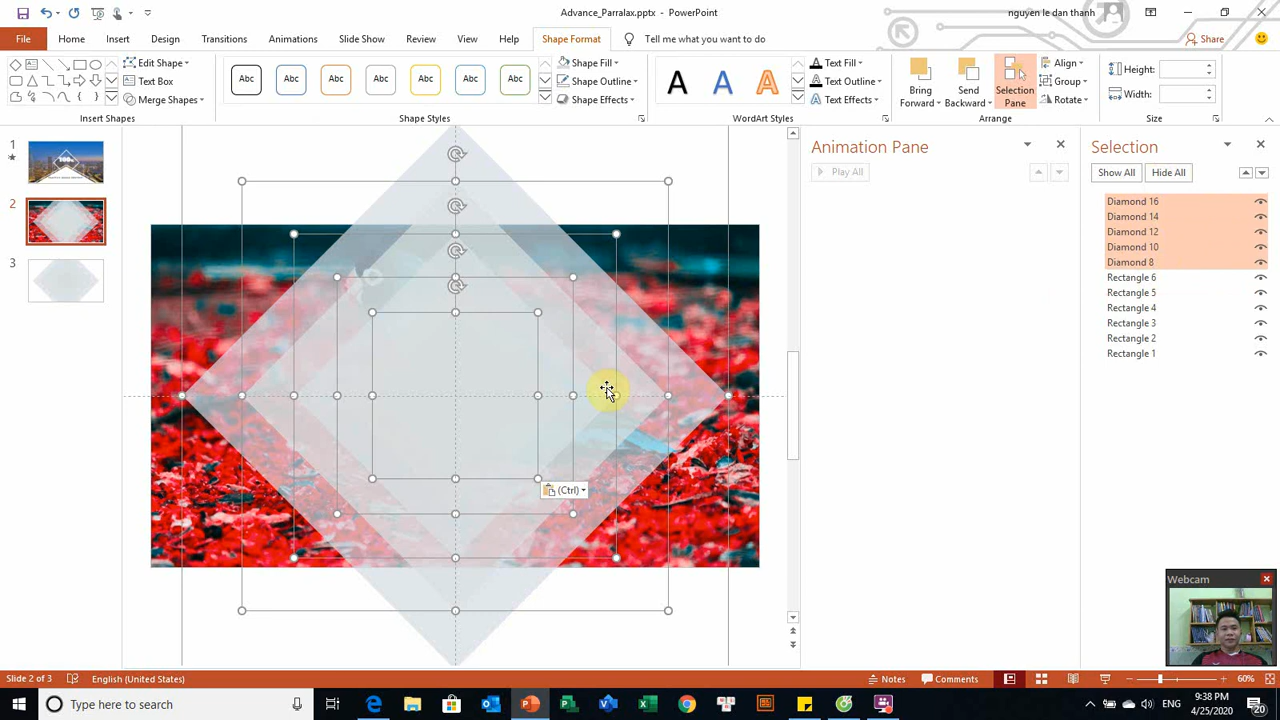 Advance_Parralax.pptx - PowerPoint
nguyen le dan thanh
File
Home
Insert
Design
Transitions
Animations
Slide Show
Review
View
Help
Shape Format
Tell me what you want to do
Share
Edit Shape
Text Box
Merge Shapes
Insert Shapes
Abc
Abc
Abc
Abc
Abc
Abc
Abc
Shape Fill
Shape Outline
Shape Effects
Shape Styles
A
A
A
Text Fill
Text Outline
Text Effects
WordArt Styles
Bring Forward
Send Backward
Selection Pane
Align
Group
Rotate
Arrange
Height:
Width:
Size
1
2
3
Animation Pane
Play All
Selection
Show All
Hide All
Diamond 16
Diamond 14
Diamond 12
Diamond 10
Diamond 8
Rectangle 6
Rectangle 5
Rectangle 4
Rectangle 3
Rectangle 2
Rectangle 1
(Ctrl)
Webcam
Slide 2 of 3
English (United States)
Notes
Comments
60%
Type here to search
ENG
9:38 PM
4/25/2020
20